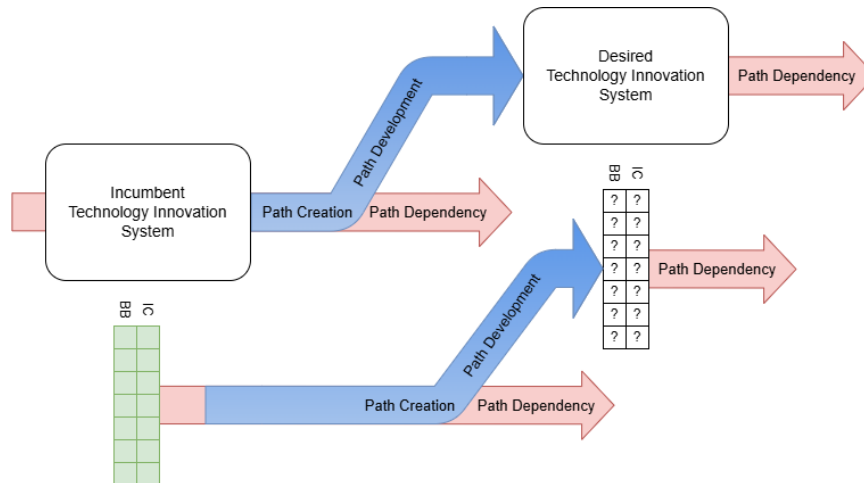 Desired
Technology Innovation
System
Path Dependency
Path Development
Incumbent
Technology Innovation
System
Path Creation
Path Dependency
BB
IC
? ?
? ?
? ?
? ?
? ?
? ?
? ?
Path Dependency
Path Development
BB
IC
Path Creation
Path Dependency